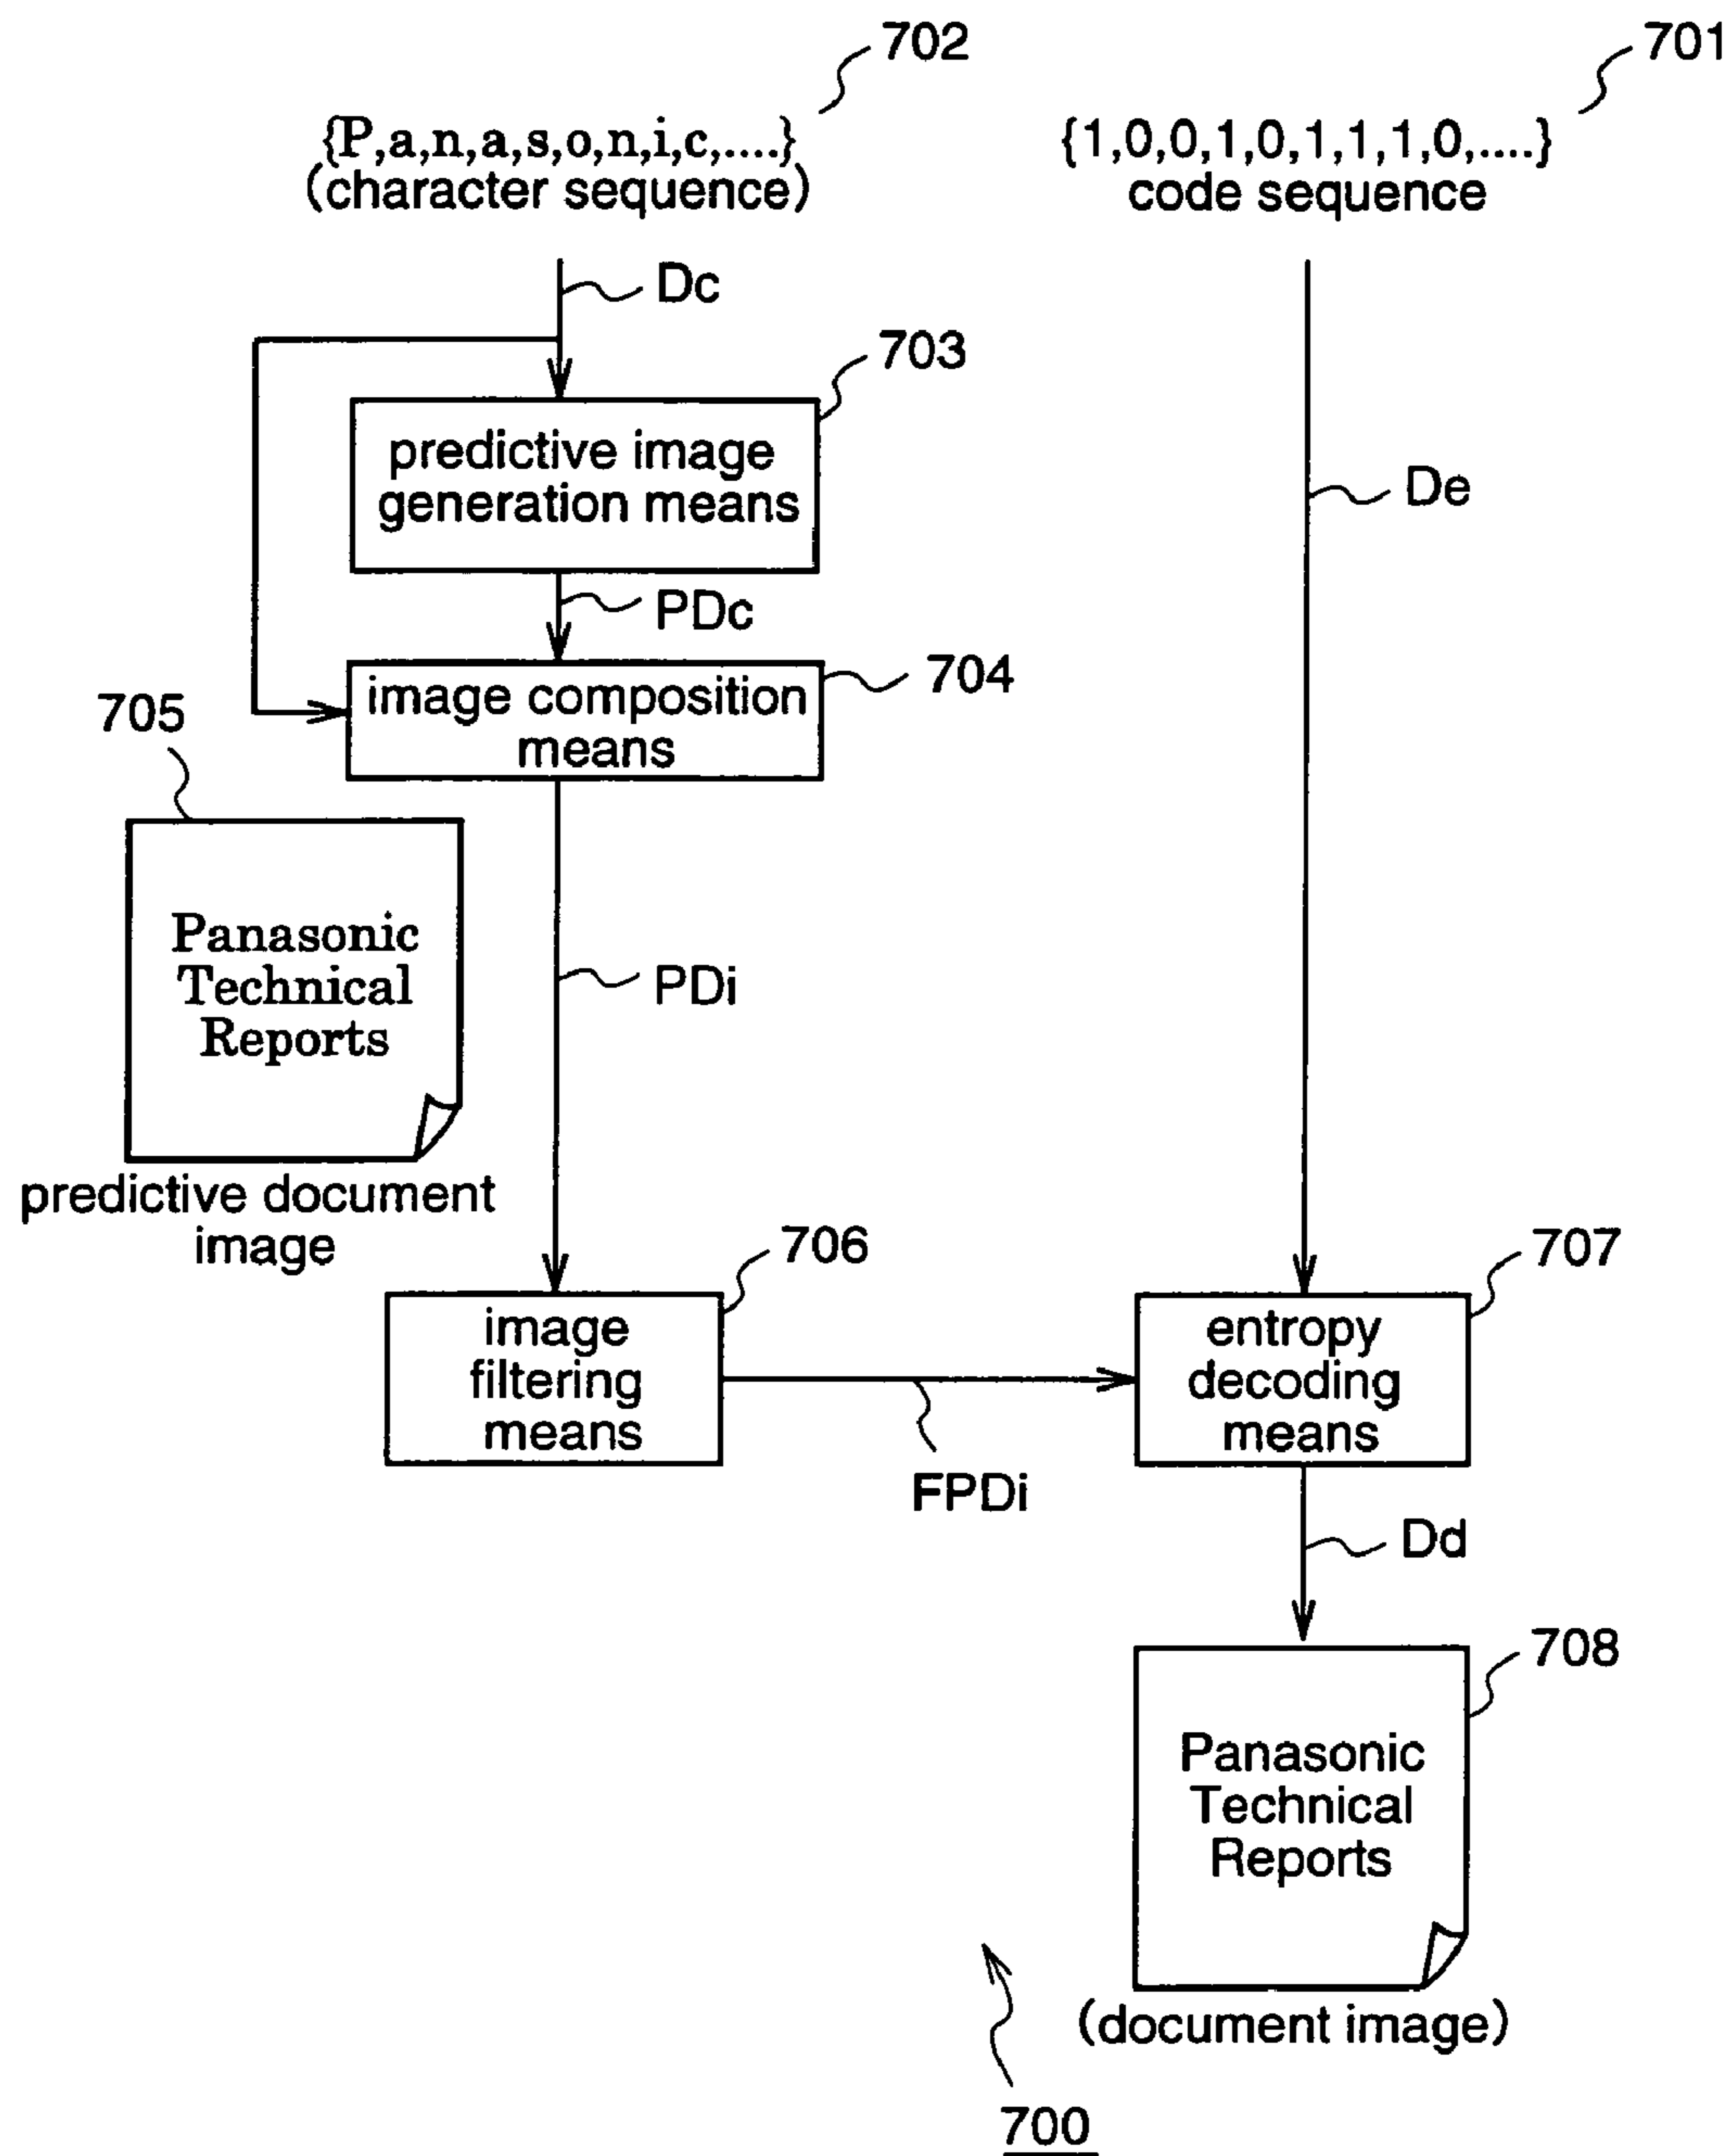 702
701
{P,a,n,a,s,o,n,i,c,....}
(character sequence)
{1,0,0,1,0,1,1,1,0,....}
code sequence
Dc
703
predictive image
generation means
De
PDc
704
image composition
means
705
Panasonic
Technical
Reports
PDi
predictive document
image
706
707
image
filtering
means
entropy
decoding
means
FPDi
Dd
708
Panasonic
Technical
Reports
(document image)
700